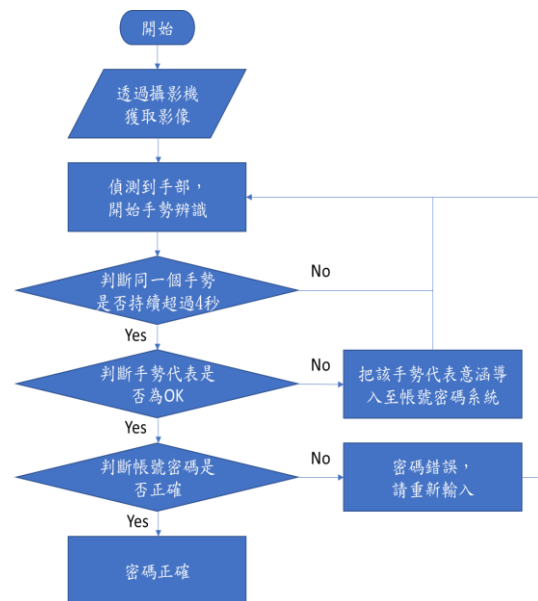 開始
透過攝影機
獲取影像
偵測到手部，
開始手勢辨識
判斷同一個手勢
是否持續超過4秒
No
Yes
判斷手勢代表是
否為OK
No
把該手勢代表意涵導
入至帳號密碼系統
Yes
判斷帳號密碼是
否正確
No
密碼錯誤，
請重新輸入
Yes
密碼正確